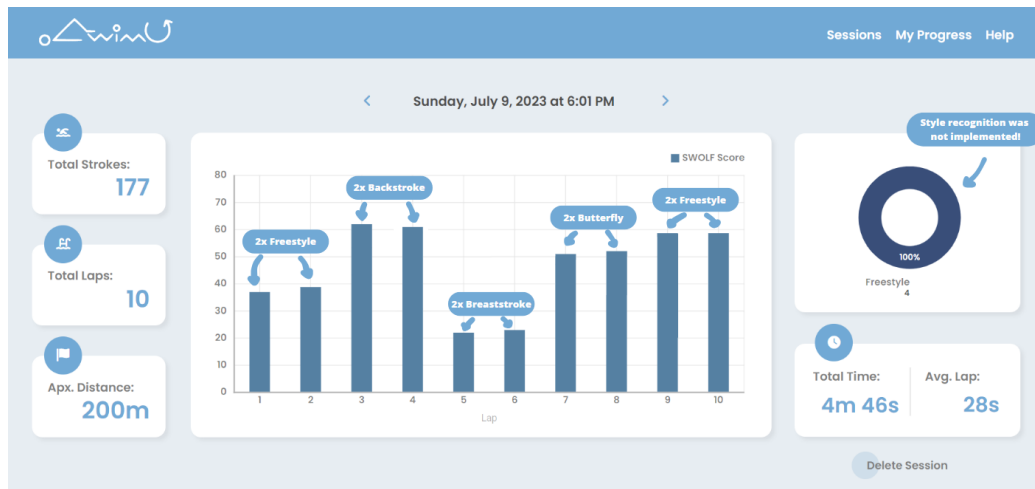 SwimU
Sessions My Progress Help
Sunday, July 9, 2023 at 6:01 PM
Total Strokes:
177
Total Laps:
10
Apx. Distance:
200m
SWOLF Score
80
70
60
50
40
30
20
10
0
2x Freestyle
2x Backstroke
2x Breaststroke
2x Butterfly
2x Freestyle
1 2 3 4 5 6 7 8 9 10
Lap
Style recognition was
not implemented!
100%
Freestyle
4
Total Time:
4m 46s
Avg. Lap:
28s
Delete Session